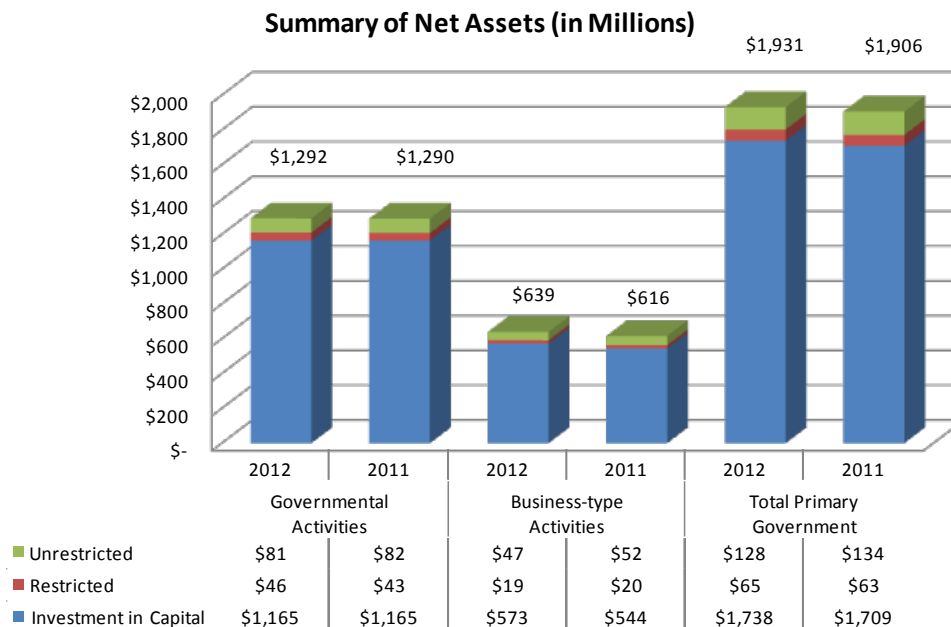 Summary of Net Assets (in Millions)
$1,931 $1,906
$2,000
$1,800
$1,600
$1,400
$1,200
$1,000
$800
$600
$400
$200
$-
$1,292 $1,290
$639 $616
2012 2011 2012 2011 2012 2011
Governmental Business-type Total Primary
Activities Activities Government
Unrestricted $81 $82 $47 $52 $128 $134
Restricted $46 $43 $19 $20 $65 $63
Investment in Capital $1,165 $1,165 $573 $544 $1,738 $1,709